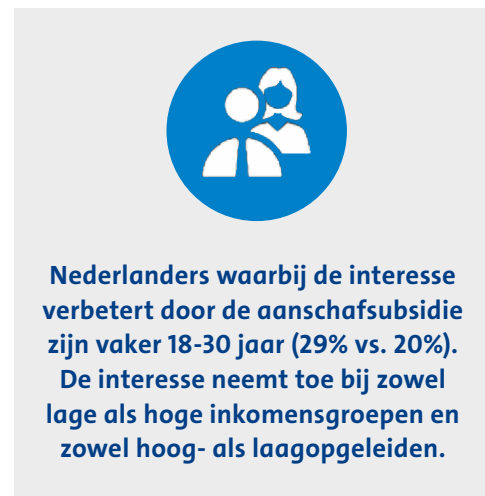 Nederlanders waarbij de interesse
verbetert door de aanschafsubsidie
zijn vaker 18-30 jaar (29% vs. 20%).
De interesse neemt toe bij zowel
lage als hoge inkomensgroepen en
zowel hoog- als laagopgeleiden.